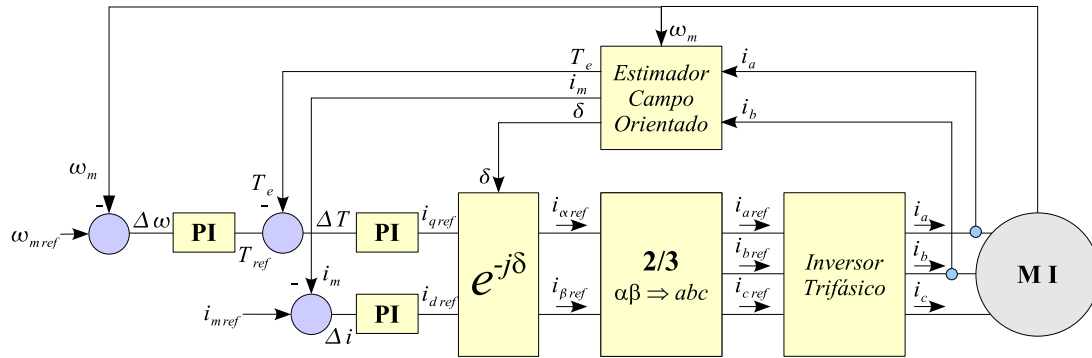 ω_m
T_e
i_m
δ
Estimador
Campo
Orientado
i_a
i_b
ω_m
ω_m ref
-
Δω
PI
T_ref
T_e
-
ΔT
PI
i_q ref
δ
e^-jδ
i_α ref
i_β ref
2/3
αβ ⇒ abc
i_a ref
i_b ref
i_c ref
Inversor
Trifásico
i_a
i_b
i_c
M I
i_m
-
i_m ref
Δi
PI
i_d ref